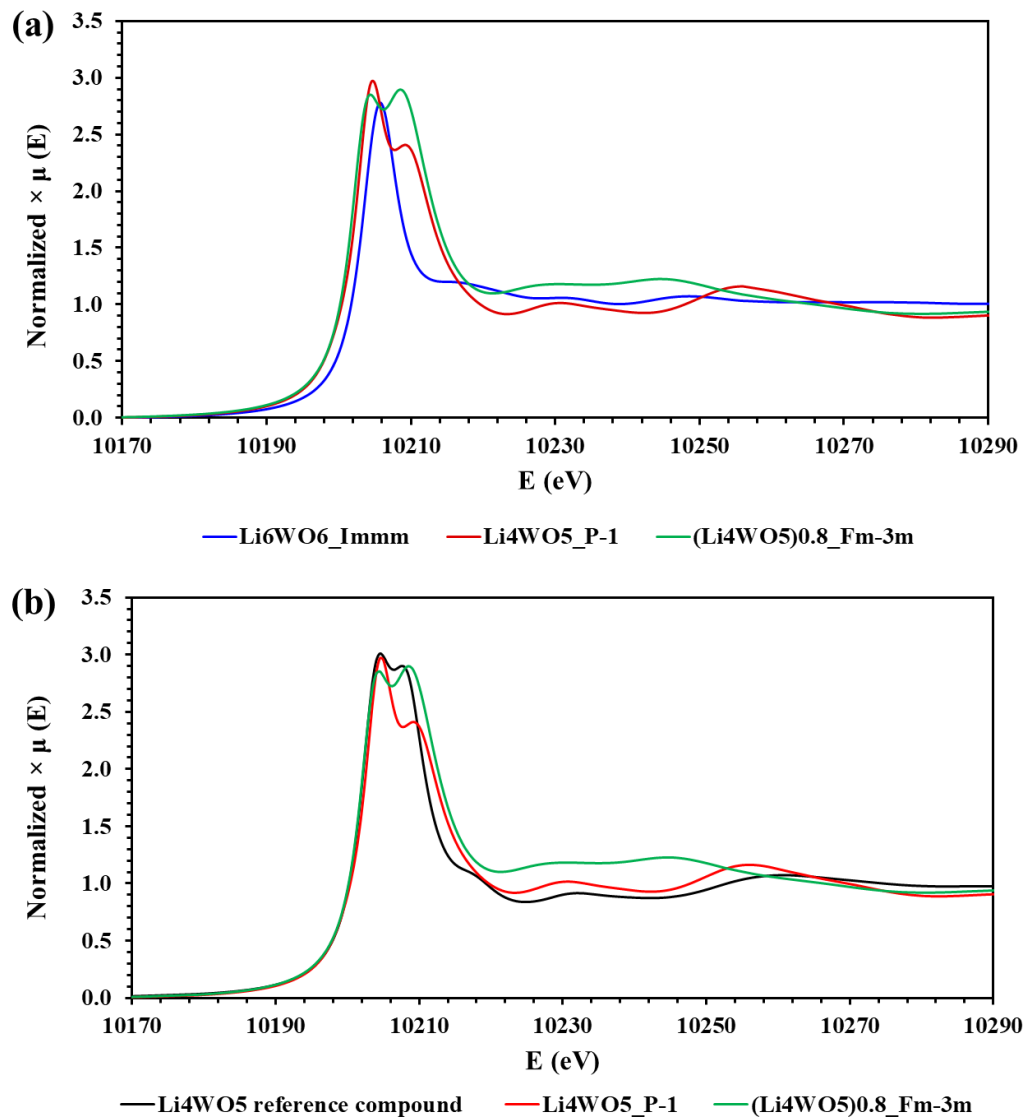 (a)
Normalized × μ (E)
3.5
3.0
2.5
2.0
1.5
1.0
0.5
0.0
10170 10190 10210 10230 10250 10270 10290
E (eV)
Li6WO6_Immm Li4WO5_P-1 (Li4WO5)0.8_Fm-3m
(b)
Normalized × μ (E)
3.5
3.0
2.5
2.0
1.5
1.0
0.5
0.0
10170 10190 10210 10230 10250 10270 10290
E (eV)
Li4WO5 reference compound Li4WO5_P-1 (Li4WO5)0.8_Fm-3m